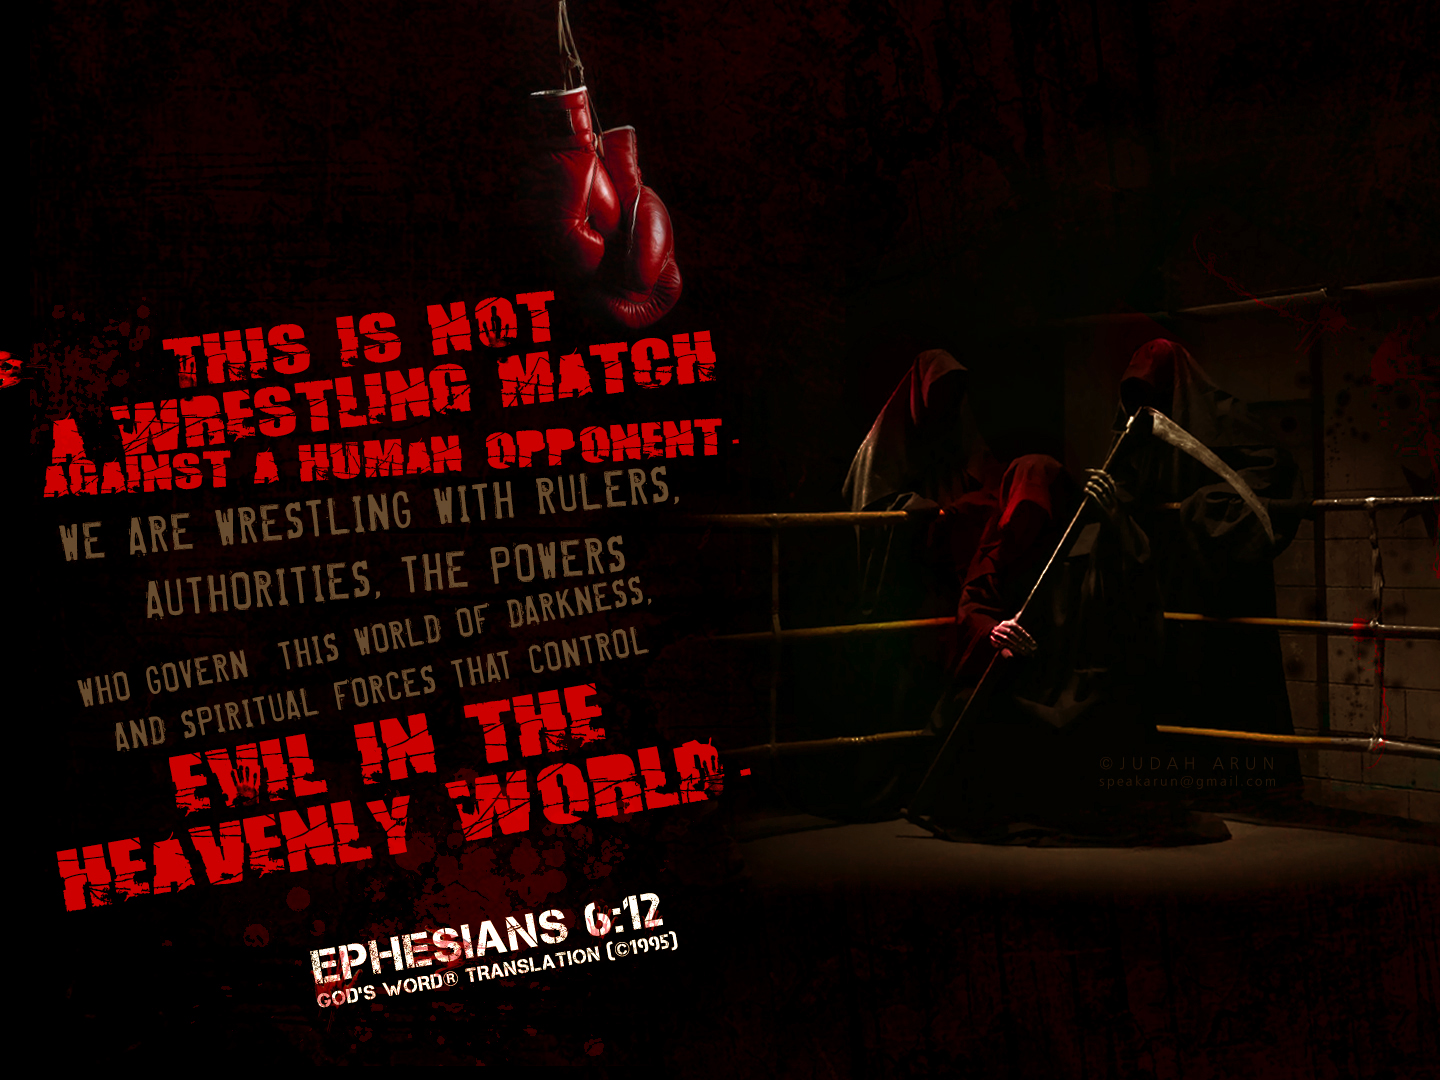 THIS IS NOT
A WRESTLING MATCH
AGAINST A HUMAN OPPONENT.
WE ARE WRESTLING WITH RULERS,
AUTHORITIES, THE POWERS
WHO GOVERN THIS WORLD OF DARKNESS,
AND SPIRITUAL FORCES THAT CONTROL
EVIL IN THE
HEAVENLY WORLD.
EPHESIANS 6:12
GOD'S WORD® TRANSLATION (©1995)
©JUDAH ARUN
speakarun@gmail.com